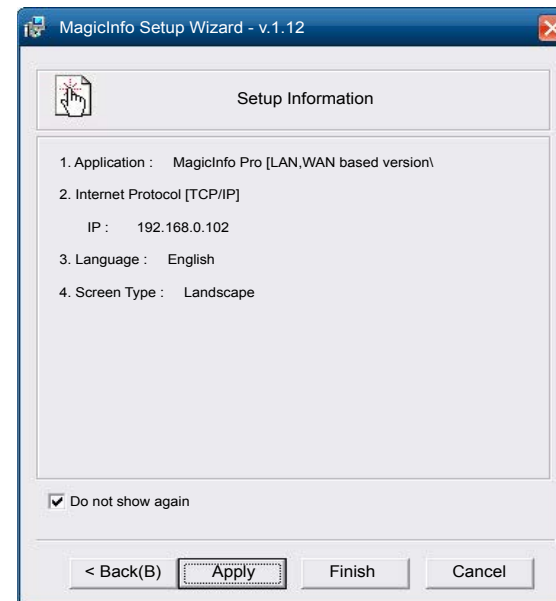 MagicInfo Setup Wizard - v.1.12
Setup Information
1. Application : MagicInfo Pro [LAN,WAN based version\
2. Internet Protocol [TCP/IP]
IP : 192.168.0.102
3. Language : English
4. Screen Type : Landscape
Do not show again
< Back(B) Apply Finish Cancel